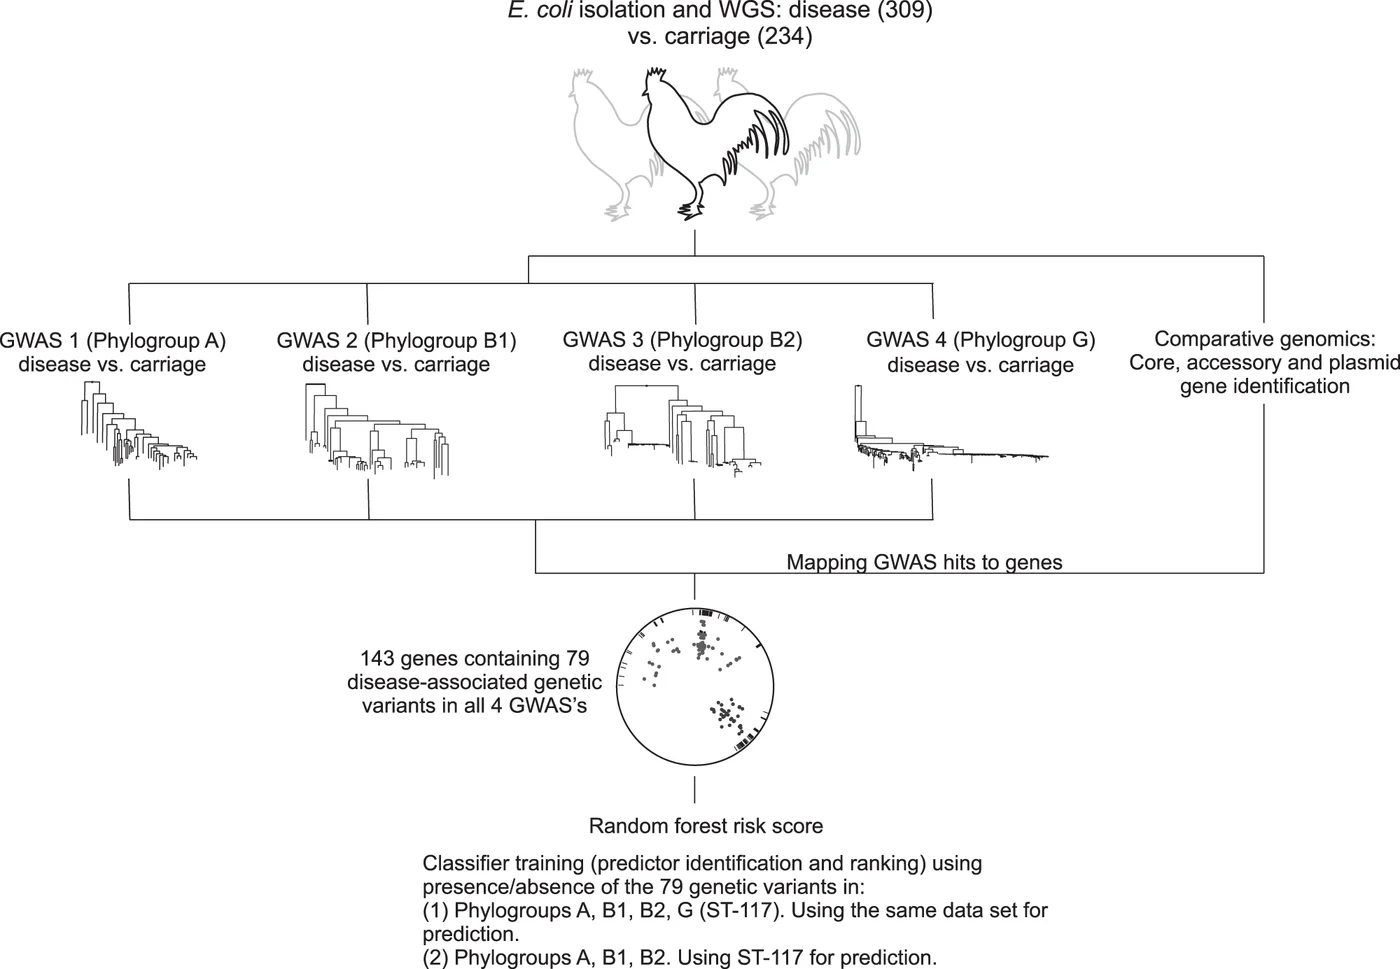 E. coli isolation and WGS: disease (309)
vs. carriage (234)
GWAS 1 (Phylogroup A)
disease vs. carriage
GWAS 2 (Phylogroup B1)
disease vs. carriage
GWAS 3 (Phylogroup B2)
disease vs. carriage
GWAS 4 (Phylogroup G)
disease vs. carriage
Comparative genomics:
Core, accessory and plasmid
gene identification
Mapping GWAS hits to genes
143 genes containing 79
disease-associated genetic
variants in all 4 GWAS's
Random forest risk score
Classifier training (predictor identification and ranking) using
presence/absence of the 79 genetic variants in:
(1) Phylogroups A, B1, B2, G (ST-117). Using the same data set for
prediction.
(2) Phylogroups A, B1, B2. Using ST-117 for prediction.